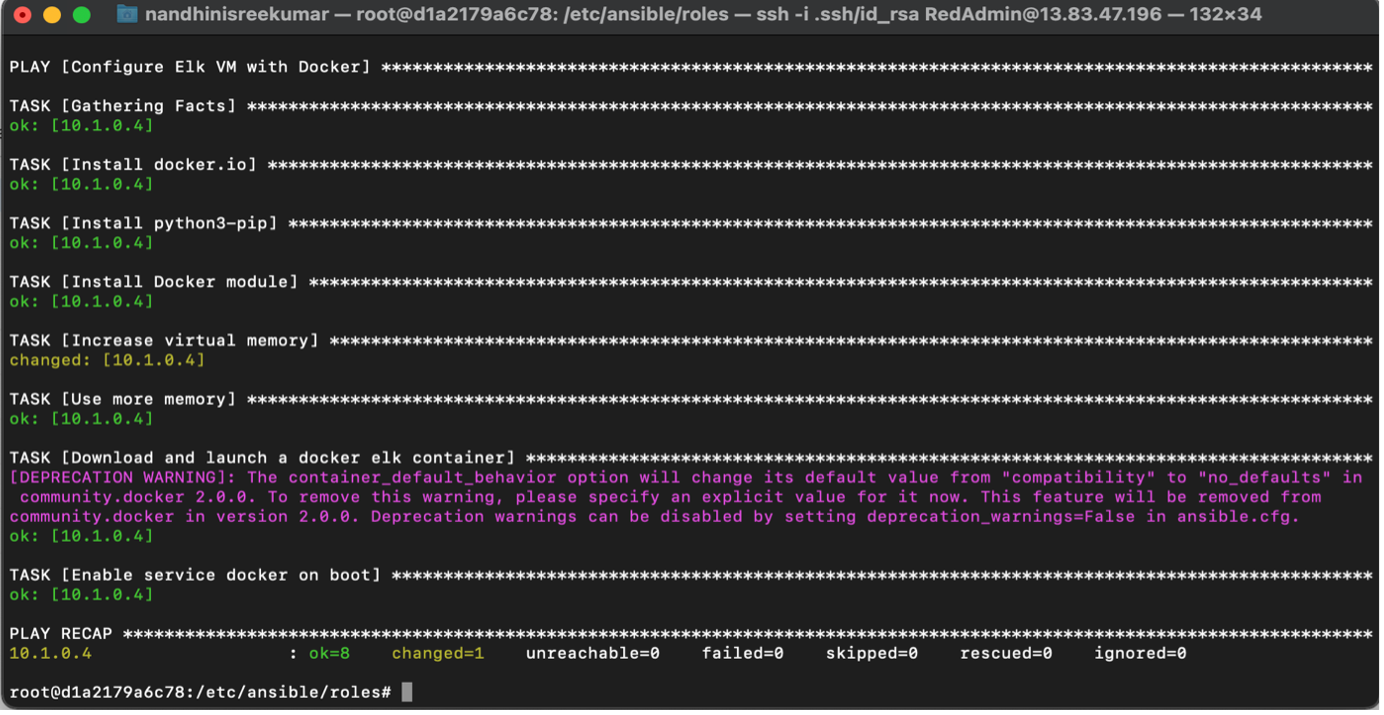 nandhinisreekumar — root@d1a2179a6c78: /etc/ansible/roles — ssh -i .ssh/id_rsa RedAdmin@13.83.47.196 — 132×34
PLAY [Configure Elk VM with Docker] ************************************************************************************************
TASK [Gathering Facts] *************************************************************************************************************
ok: [10.1.0.4]
TASK [Install docker.io] ***********************************************************************************************************
ok: [10.1.0.4]
TASK [Install python3-pip] *********************************************************************************************************
ok: [10.1.0.4]
TASK [Install Docker module] *******************************************************************************************************
ok: [10.1.0.4]
TASK [Increase virtual memory] *****************************************************************************************************
changed: [10.1.0.4]
TASK [Use more memory] *************************************************************************************************************
ok: [10.1.0.4]
TASK [Download and launch a docker elk container] **********************************************************************************
[DEPRECATION WARNING]: The container_default_behavior option will change its default value from "compatibility" to "no_defaults" in
community.docker 2.0.0. To remove this warning, please specify an explicit value for it now. This feature will be removed from
community.docker in version 2.0.0. Deprecation warnings can be disabled by setting deprecation_warnings=False in ansible.cfg.
ok: [10.1.0.4]
TASK [Enable service docker on boot] ***********************************************************************************************
ok: [10.1.0.4]
PLAY RECAP *************************************************************************************************************************
10.1.0.4                   : ok=8    changed=1    unreachable=0    failed=0    skipped=0    rescued=0    ignored=0
root@d1a2179a6c78:/etc/ansible/roles#